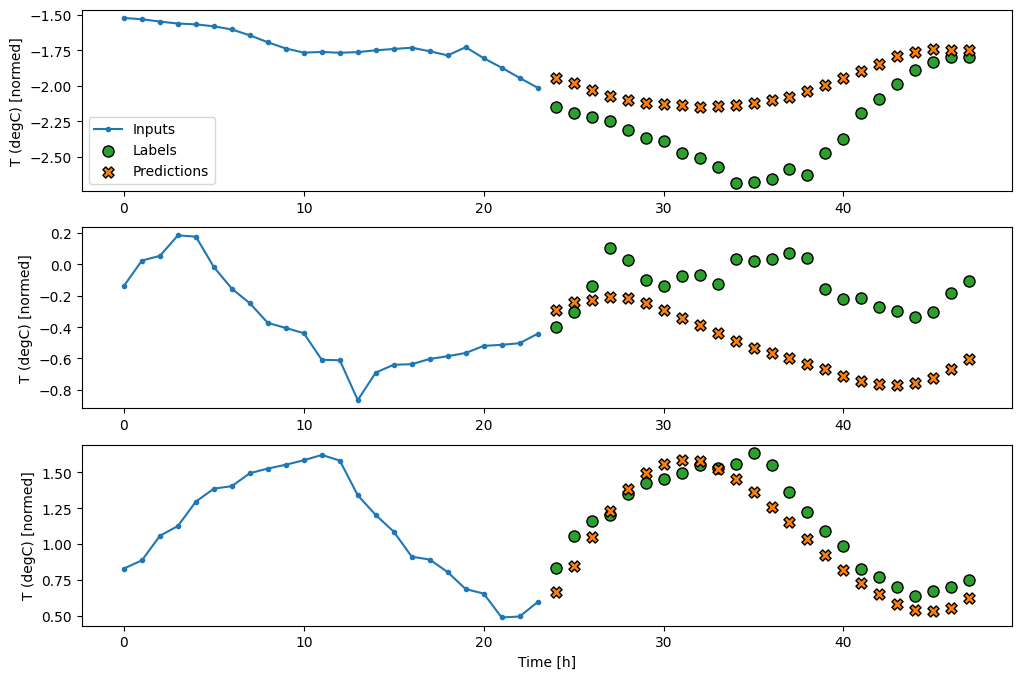 T (degC) [normed]
−1.50
−1.75
−2.00
−2.25
−2.50
Inputs
Labels
Predictions
0 10 20 30 40
T (degC) [normed]
0.2
0.0
−0.2
−0.4
−0.6
−0.8
0 10 20 30 40
T (degC) [normed]
1.50
1.25
1.00
0.75
0.50
0 10 20 30 40
Time [h]